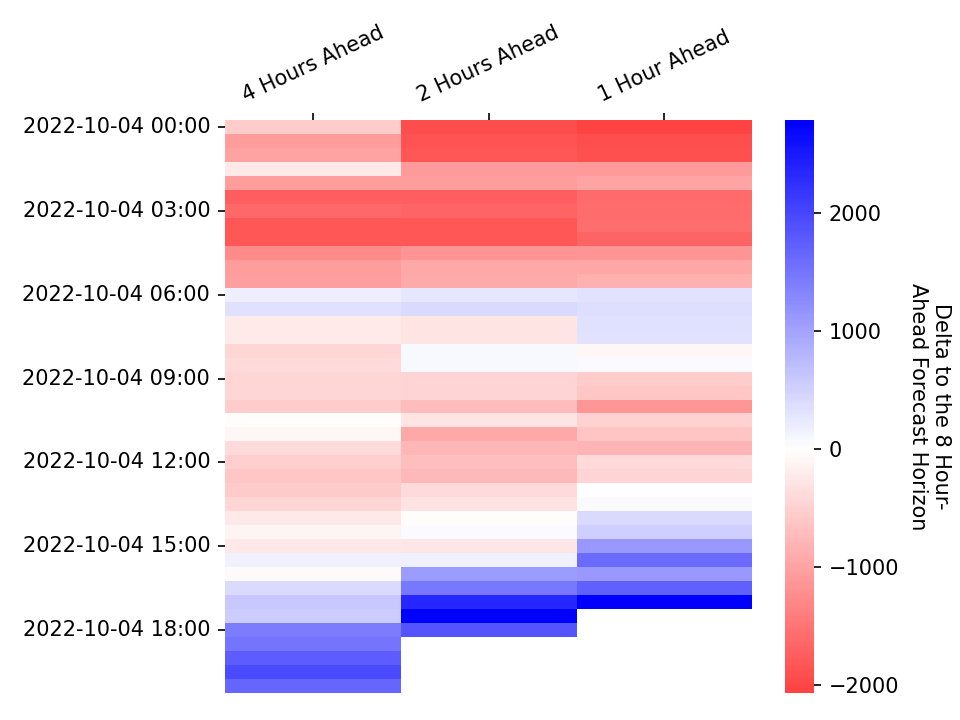 4 Hours Ahead
2 Hours Ahead
1 Hour Ahead
2022-10-04 00:00
2022-10-04 03:00
2022-10-04 06:00
2022-10-04 09:00
2022-10-04 12:00
2022-10-04 15:00
2022-10-04 18:00
2000
1000
0
−1000
−2000
Delta to the 8 Hour-
Ahead Forecast Horizon